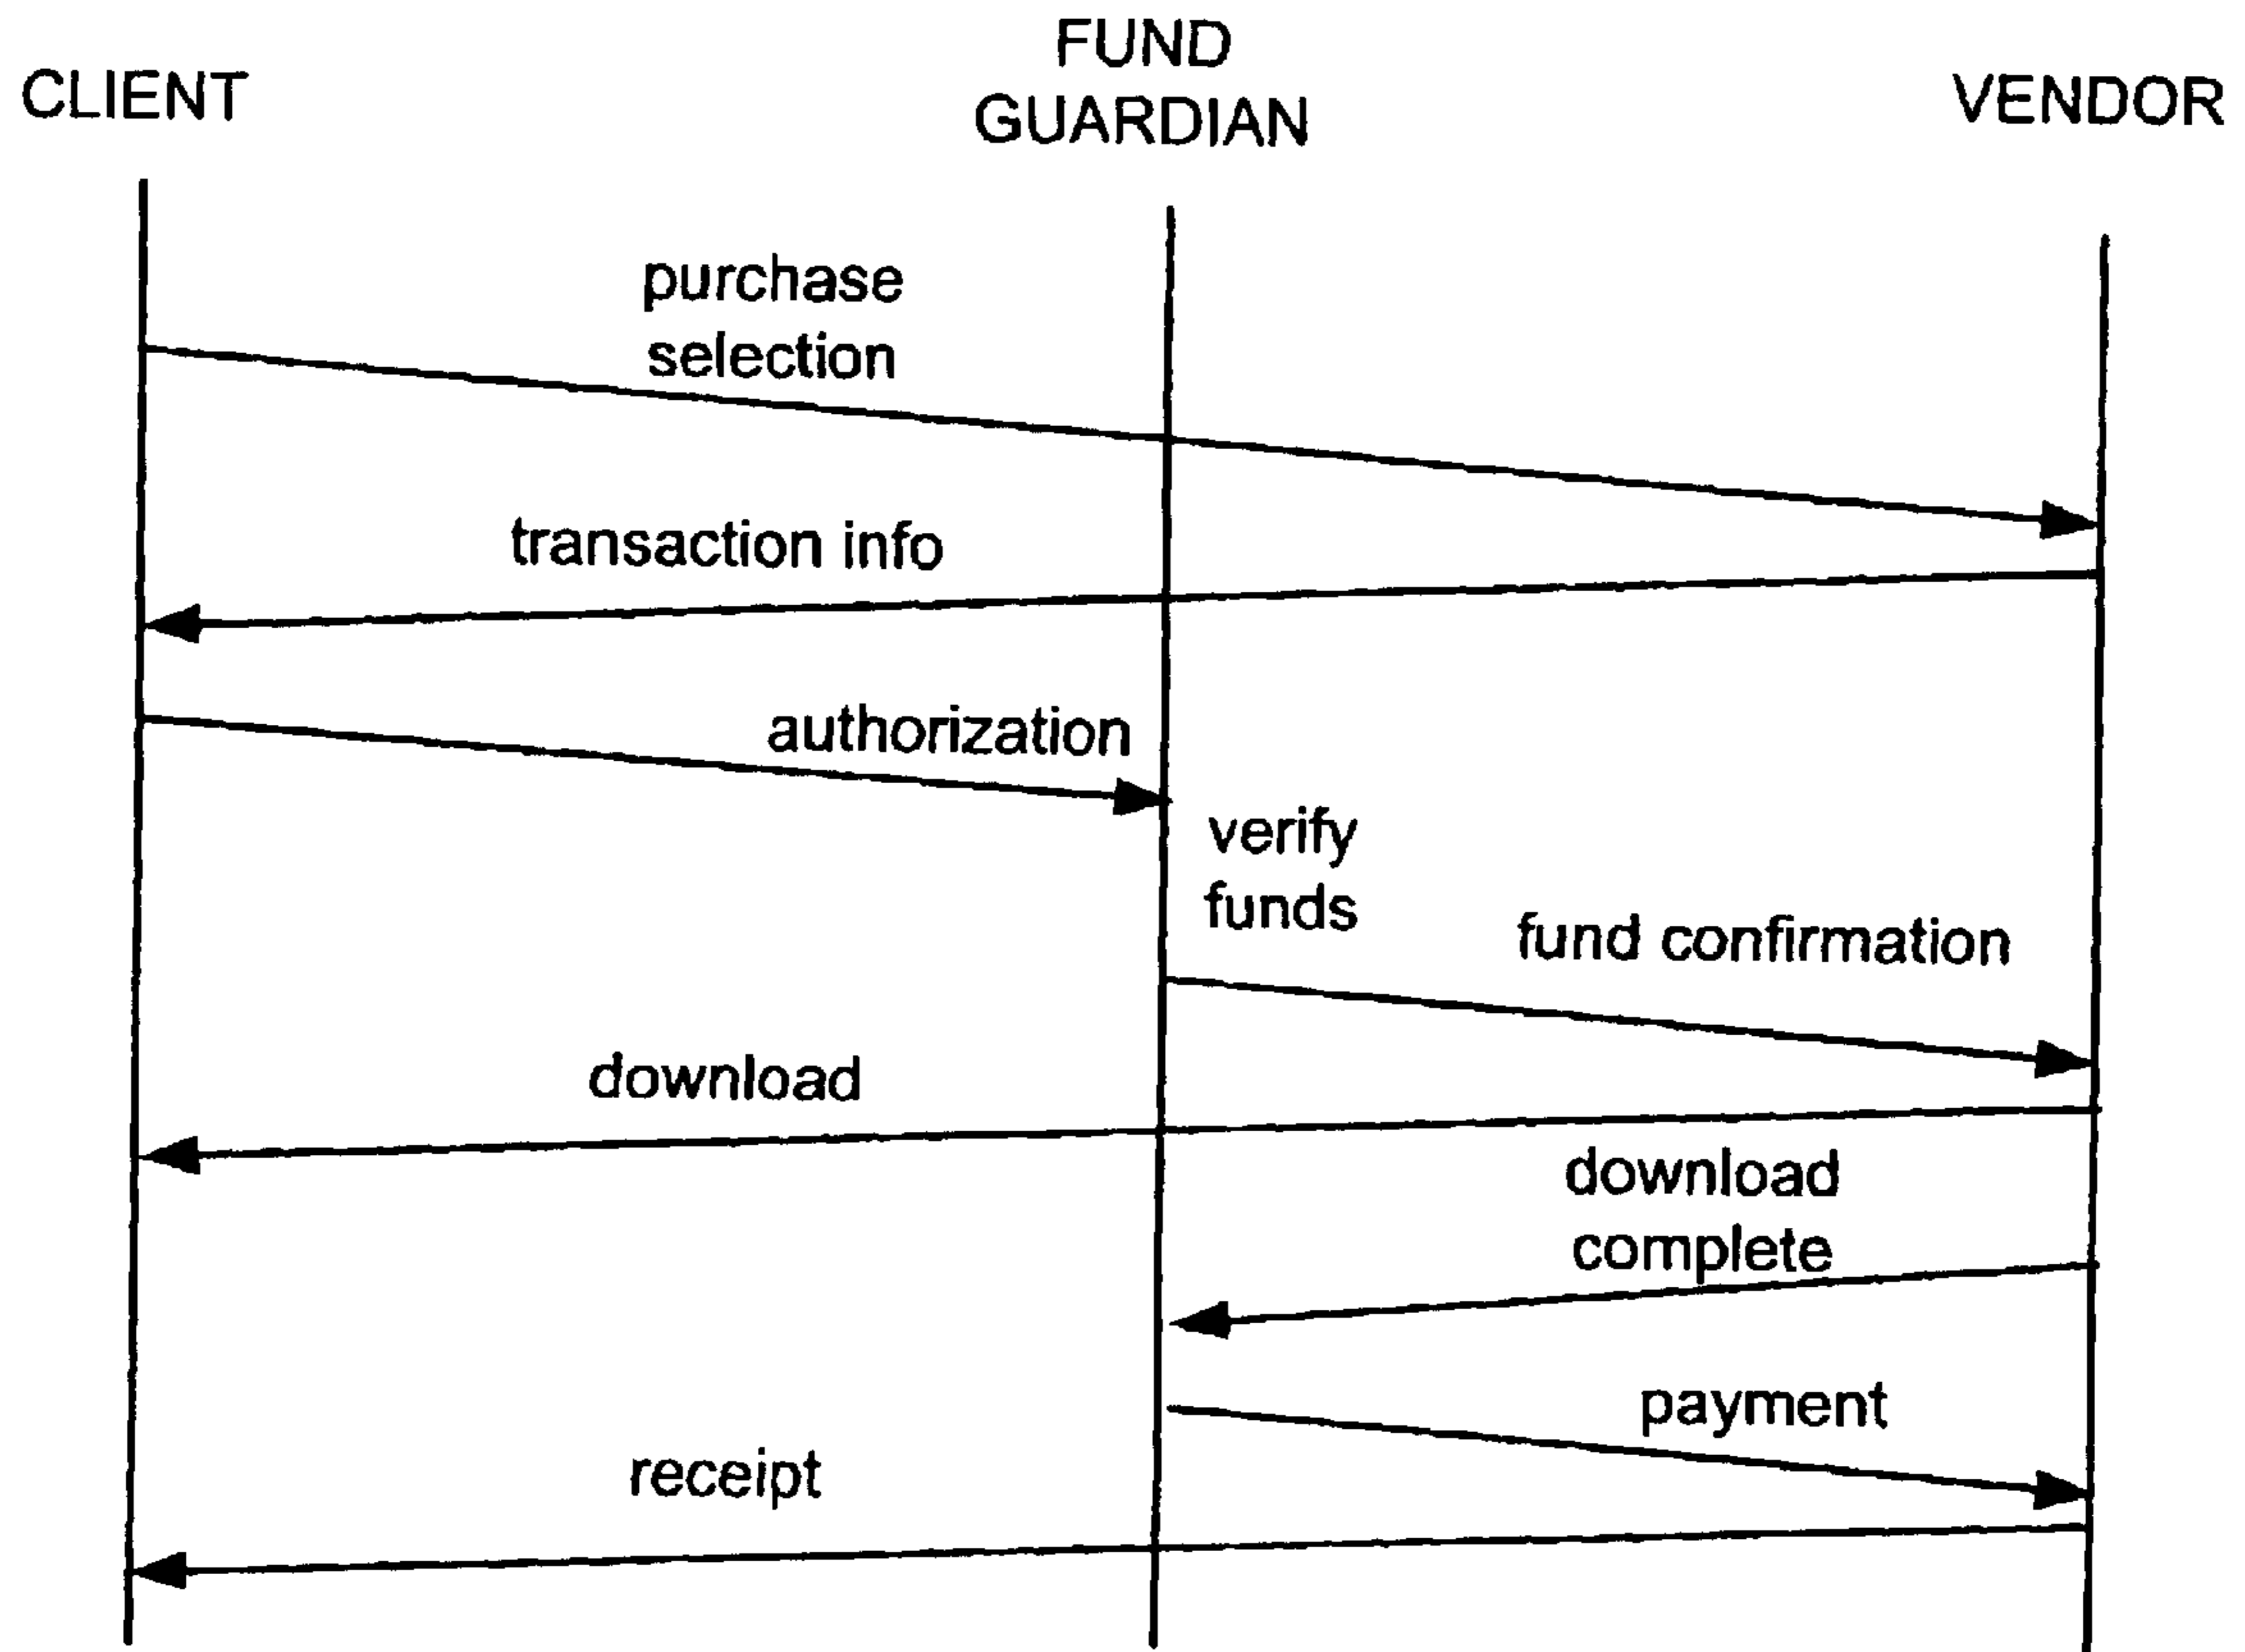 CLIENT
FUND
GUARDIAN
VENDOR
purchase
selection
transaction info
authorization
verify
funds
fund confirmation
download
download
complete
payment
receipt